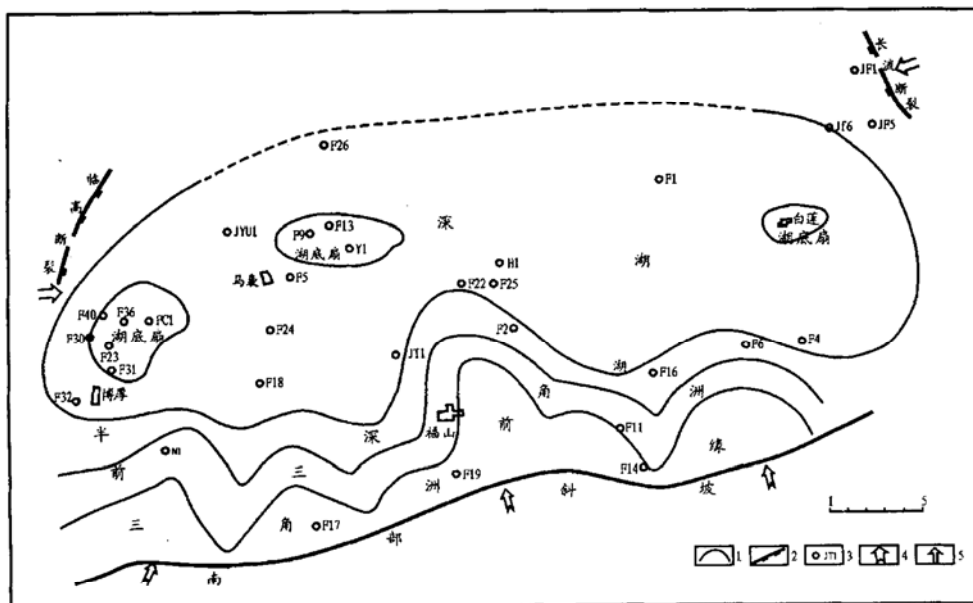 长流断裂
JF1
JF6
JF5
F26
F1
临高断裂
F9
F13
Y1
湖底扇
JYU1
深湖
白莲
湖底扇
马袅
F5
H1
F22
F25
F40
F36
FC1
湖底扇
F30
F23
F31
F24
F2
JY1
F6
F4
F18
F16
F32
博厚
半深湖
福山
F11
前三角洲
N1
F14
F19
三角洲前缘
F17
南部斜坡
1 5
1
2
JY1 3
4
5